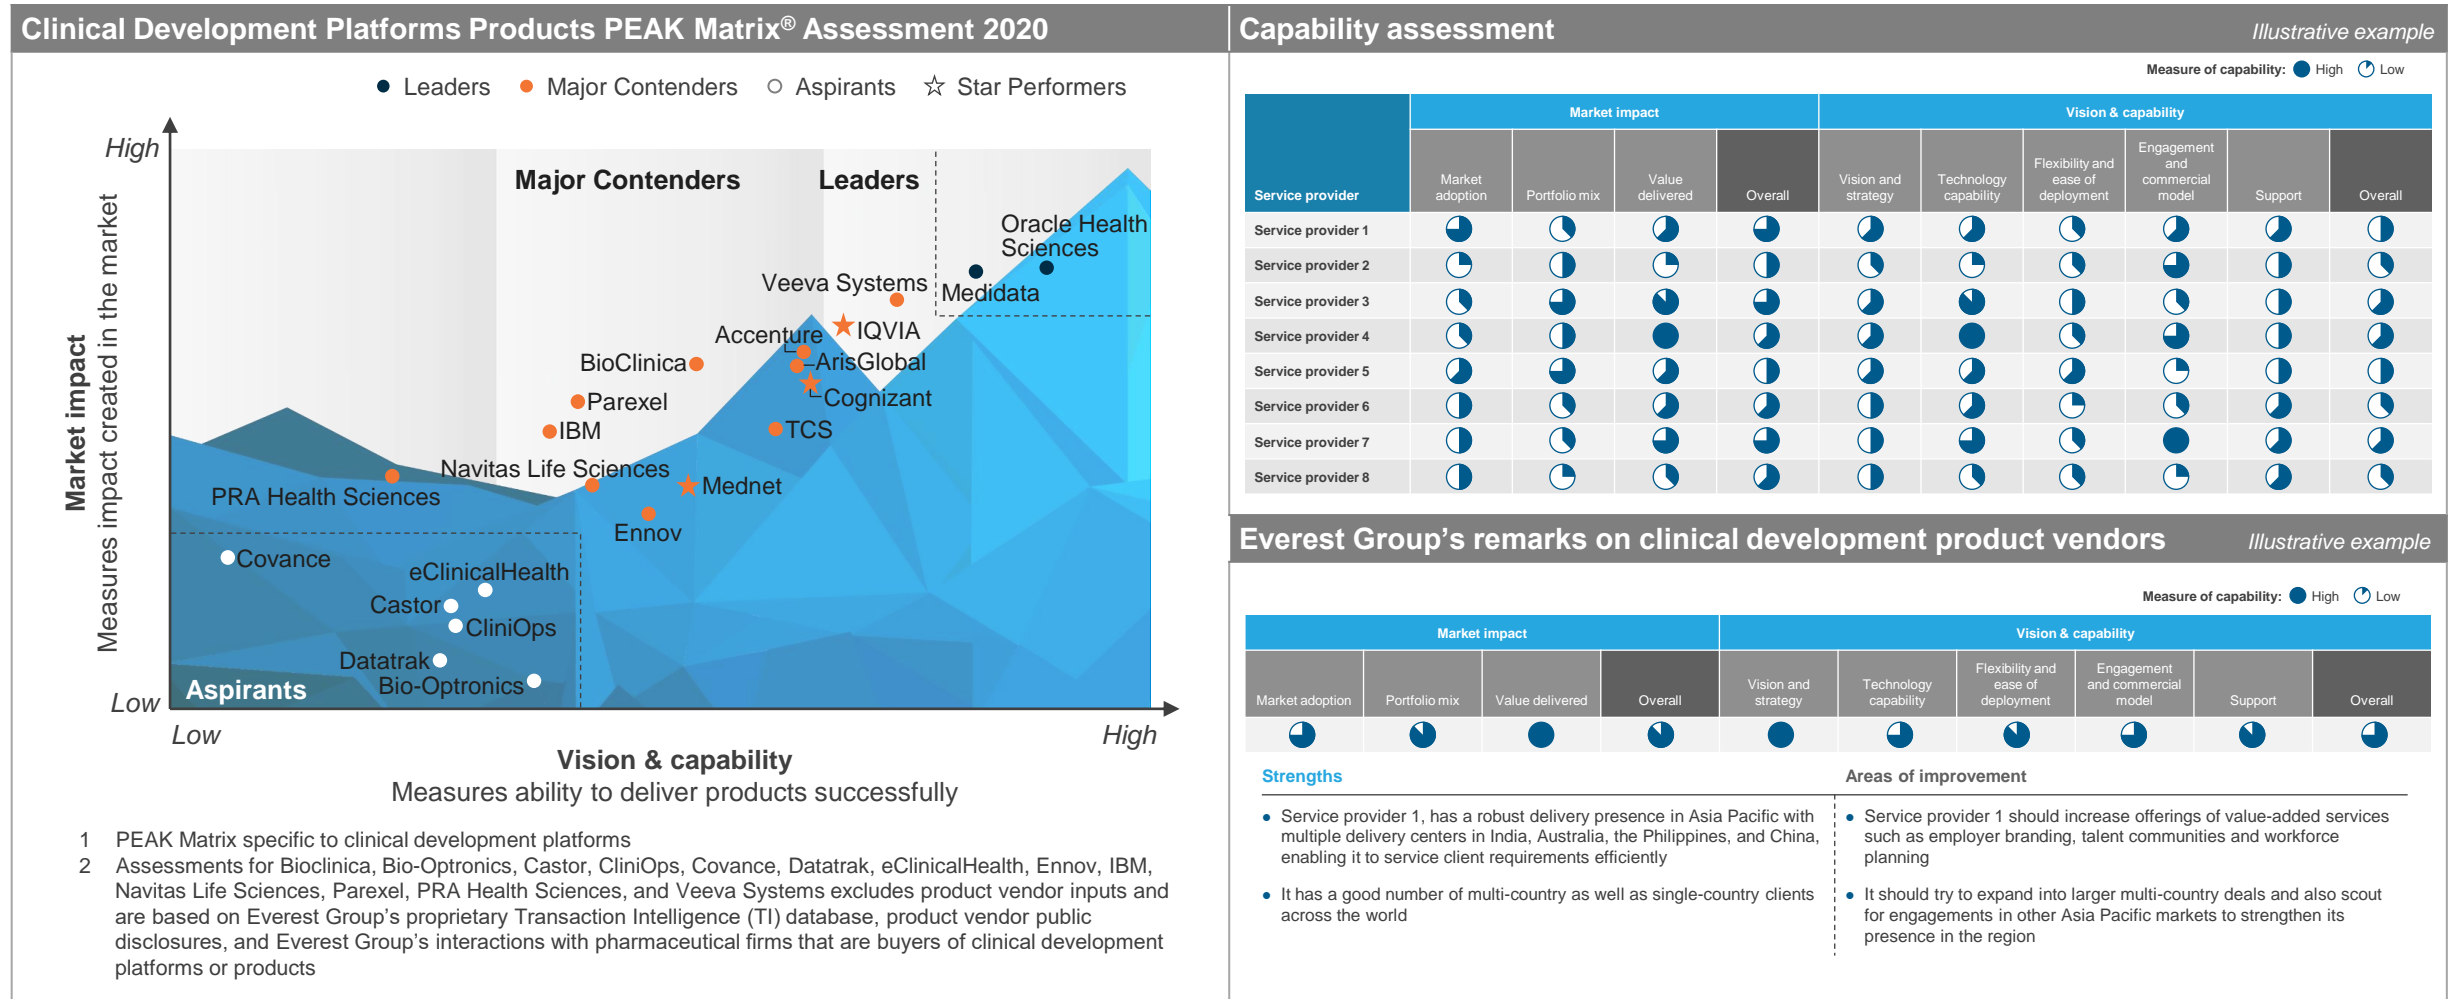 Clinical Development Platforms Products PEAK Matrix® Assessment 2020
Leaders
Major Contenders
Aspirants
Star Performers
High
Major Contenders
Leaders
Oracle Health
Sciences
Veeva Systems
Medidata
Accenture
IQVIA
BioClinica
ArisGlobal
Parexel
Cognizant
IBM
TCS
Navitas Life Sciences
Mednet
PRA Health Sciences
Ennov
Covance
eClinicalHealth
Castor
CliniOps
Datatrak
Bio-Optronics
Aspirants
Market impact
Measures impact created in the market
Low
Low
High
Vision & capability
Measures ability to deliver products successfully
1 PEAK Matrix specific to clinical development platforms
2 Assessments for Bioclinica, Bio-Optronics, Castor, CliniOps, Covance, Datatrak, eClinicalHealth, Ennov, IBM,
Navitas Life Sciences, Parexel, PRA Health Sciences, and Veeva Systems excludes product vendor inputs and
are based on Everest Group’s proprietary Transaction Intelligence (TI) database, product vendor public
disclosures, and Everest Group’s interactions with pharmaceutical firms that are buyers of clinical development
platforms or products
Capability assessment
Illustrative example
Measure of capability: High Low
Service provider
Market impact
Vision & capability
Market
adoption
Portfolio mix
Value
delivered
Overall
Vision and
strategy
Technology
capability
Flexibility and
ease of
deployment
Engagement
and
commercial
model
Support
Overall
Service provider 1
Service provider 2
Service provider 3
Service provider 4
Service provider 5
Service provider 6
Service provider 7
Service provider 8
Everest Group’s remarks on clinical development product vendors
Illustrative example
Measure of capability: High Low
Market impact
Vision & capability
Market adoption
Portfolio mix
Value delivered
Overall
Vision and
strategy
Technology
capability
Flexibility and
ease of
deployment
Engagement
and commercial
model
Support
Overall
Strengths
● Service provider 1, has a robust delivery presence in Asia Pacific with
multiple delivery centers in India, Australia, the Philippines, and China,
enabling it to service client requirements efficiently
● It has a good number of multi-country as well as single-country clients
across the world
Areas of improvement
● Service provider 1 should increase offerings of value-added services
such as employer branding, talent communities and workforce
planning
● It should try to expand into larger multi-country deals and also scout
for engagements in other Asia Pacific markets to strengthen its
presence in the region